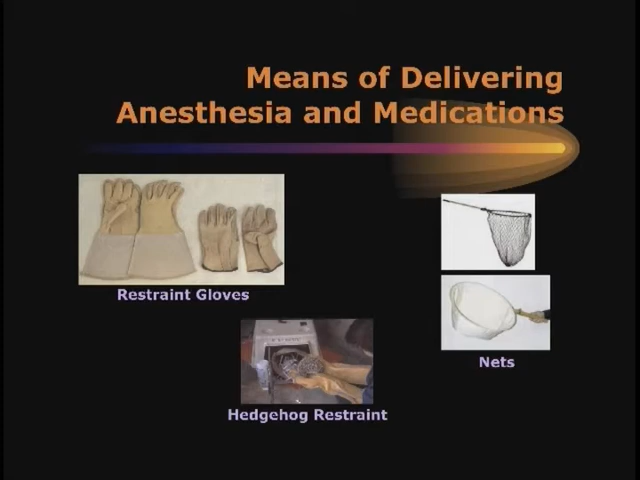 Means of Delivering
Anesthesia and Medications
Restraint Gloves
Nets
Hedgehog Restraint